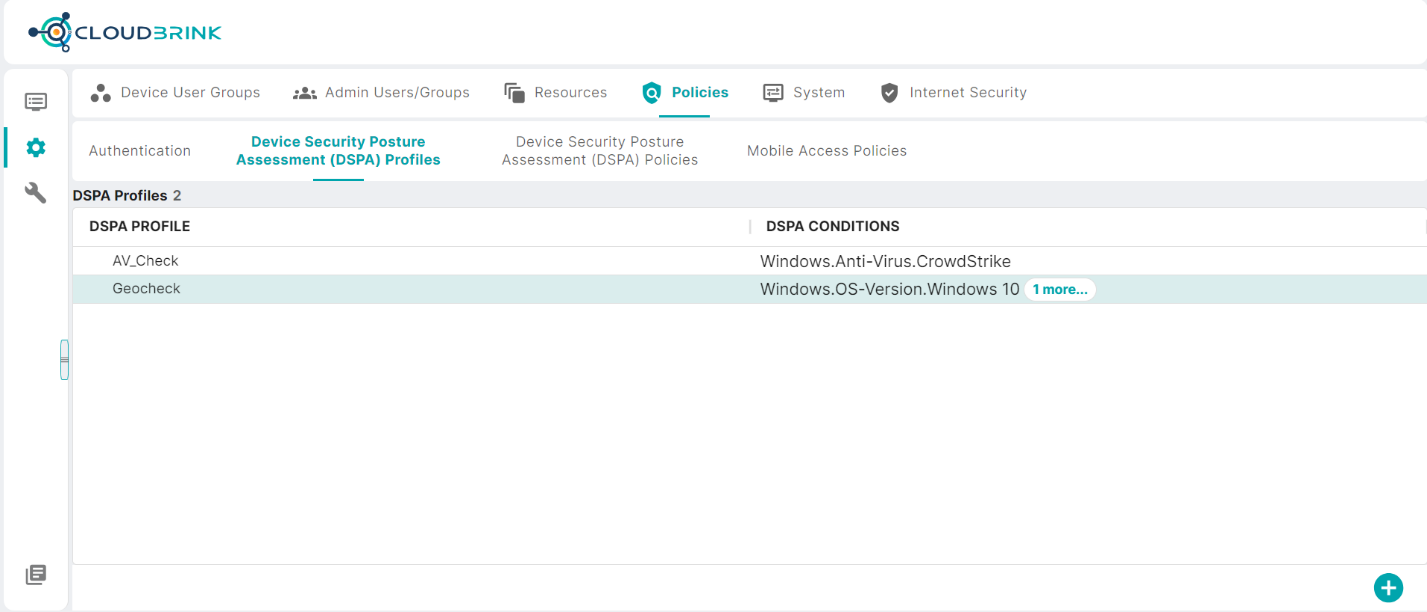 CLOUDBRINK
Device User Groups
Admin Users/Groups
Resources
Policies
System
Internet Security
Authentication
Device Security Posture
Assessment (DSPA) Profiles
Device Security Posture
Assessment (DSPA) Policies
Mobile Access Policies
DSPA Profiles 2
DSPA PROFILE
DSPA CONDITIONS
AV_Check
Windows.Anti-Virus.CrowdStrike
Geocheck
Windows.OS-Version.Windows 10 1 more...